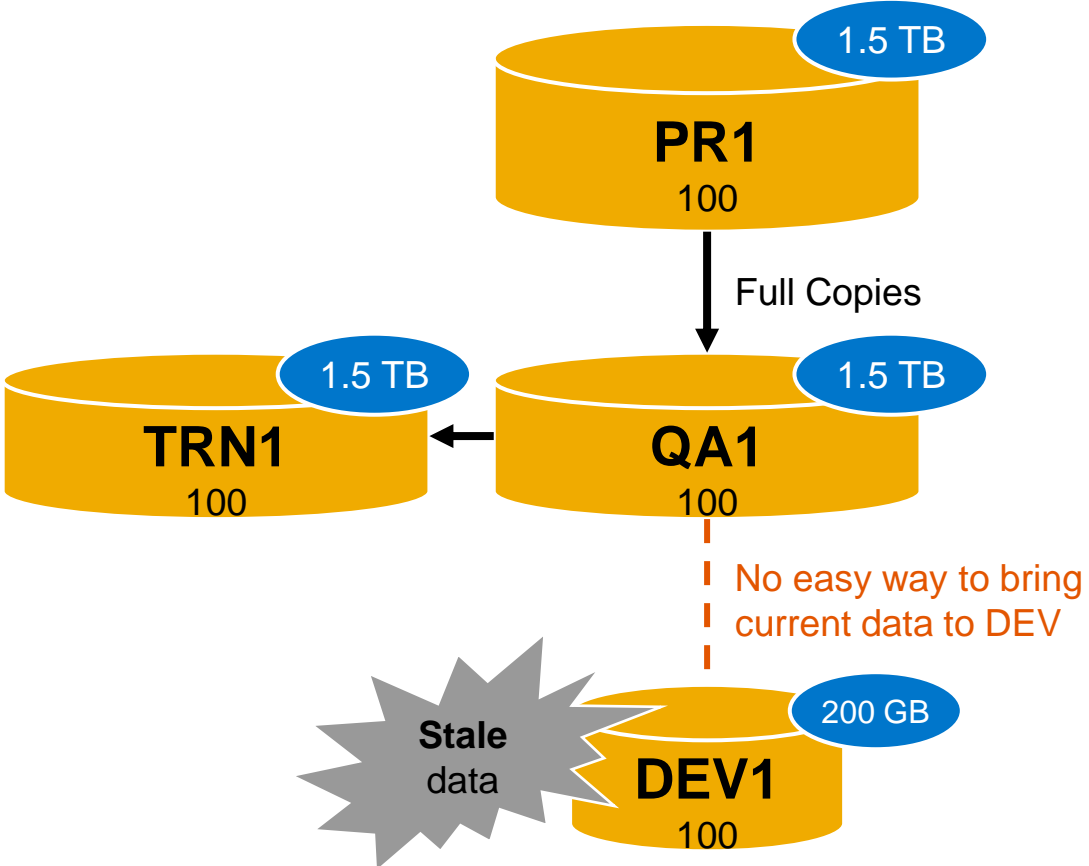 1.5 TB
PR1
100
Full Copies
1.5 TB
TRN1
100
1.5 TB
QA1
100
No easy way to bring
current data to DEV
Stale
data
200 GB
DEV1
100